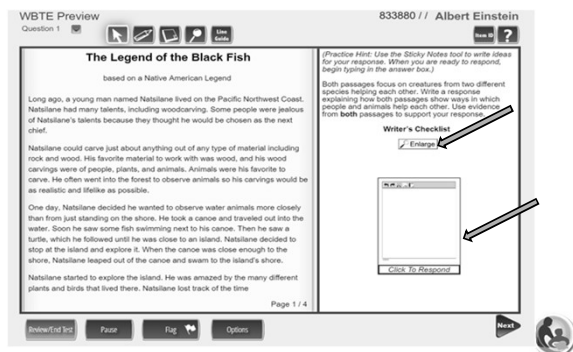 WBTE Preview
833880 // Albert Einstein
Question 1
Line
Guide
Item ID
?
The Legend of the Black Fish
based on a Native American Legend
Long ago, a young man named Natsilane lived on the Pacific Northwest Coast.
Natsilane had many talents, including woodcarving. Some people were jealous
of Natsilane's talents because they thought he would be chosen as the next
chief.
Natsilane could carve just about anything out of any type of material including
rock and wood. His favorite material to work with was wood, and his wood
carvings were of people, plants, and animals. Animals were his favorite to
carve. He often went into the forest to observe animals so his carvings would be
as realistic and lifelike as possible.
One day, Natsilane decided he wanted to observe water animals more closely
than from just standing on the shore. He took a canoe and traveled out into the
water. Soon he saw some fish swimming next to his canoe. Then he saw a
turtle, which he followed until he was close to an island. Natsilane decided to
stop at the island and explore it. When the canoe was close enough to the
shore, Natsilane leaped out of the canoe and swam to the island's shore.
Natsilane started to explore the island. He was amazed by the many different
plants and birds that lived there. Natsilane lost track of the time
Page 1 / 4
(Practice Hint: Use the Sticky Notes tool to write ideas
for your response. When you are ready to respond,
begin typing in the answer box.)
Both passages focus on creatures from two different
species helping each other. Write a response
explaining how both passages show ways in which
people and animals help each other. Use evidence
from both passages to support your response.
Writer's Checklist
Enlarge
Click To Respond
Review/End Test
Pause
Flag
Options
Next